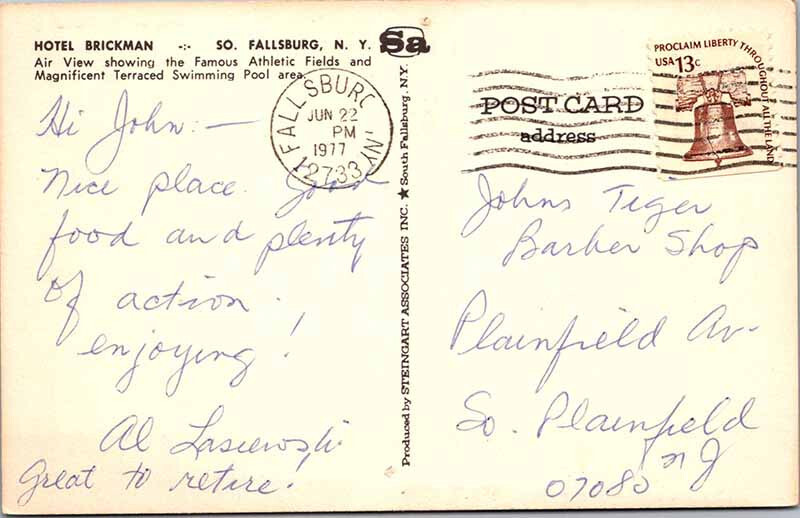 HOTEL BRICKMAN -:- SO. FALLSBURG, N. Y.
Air View showing the Famous Athletic Fields and
Magnificent Terraced Swimming Pool area.
Sa
FALLSBURG
JUN 22
PM
1977
NY
12733
PROCLAIM LIBERTY THROUGHOUT ALL THE LAND
USA 13c
POST CARD
address
Hi John: —
Nice place. Good
food and plenty
of action.
enjoying!
Al
Great to retire!
Produced by STEINGART ASSOCIATES INC. ★ South Fallsburg, N.Y.
Johns Tiger
Barber Shop
Plainfield Av-
So. Plainfield
NJ
07080